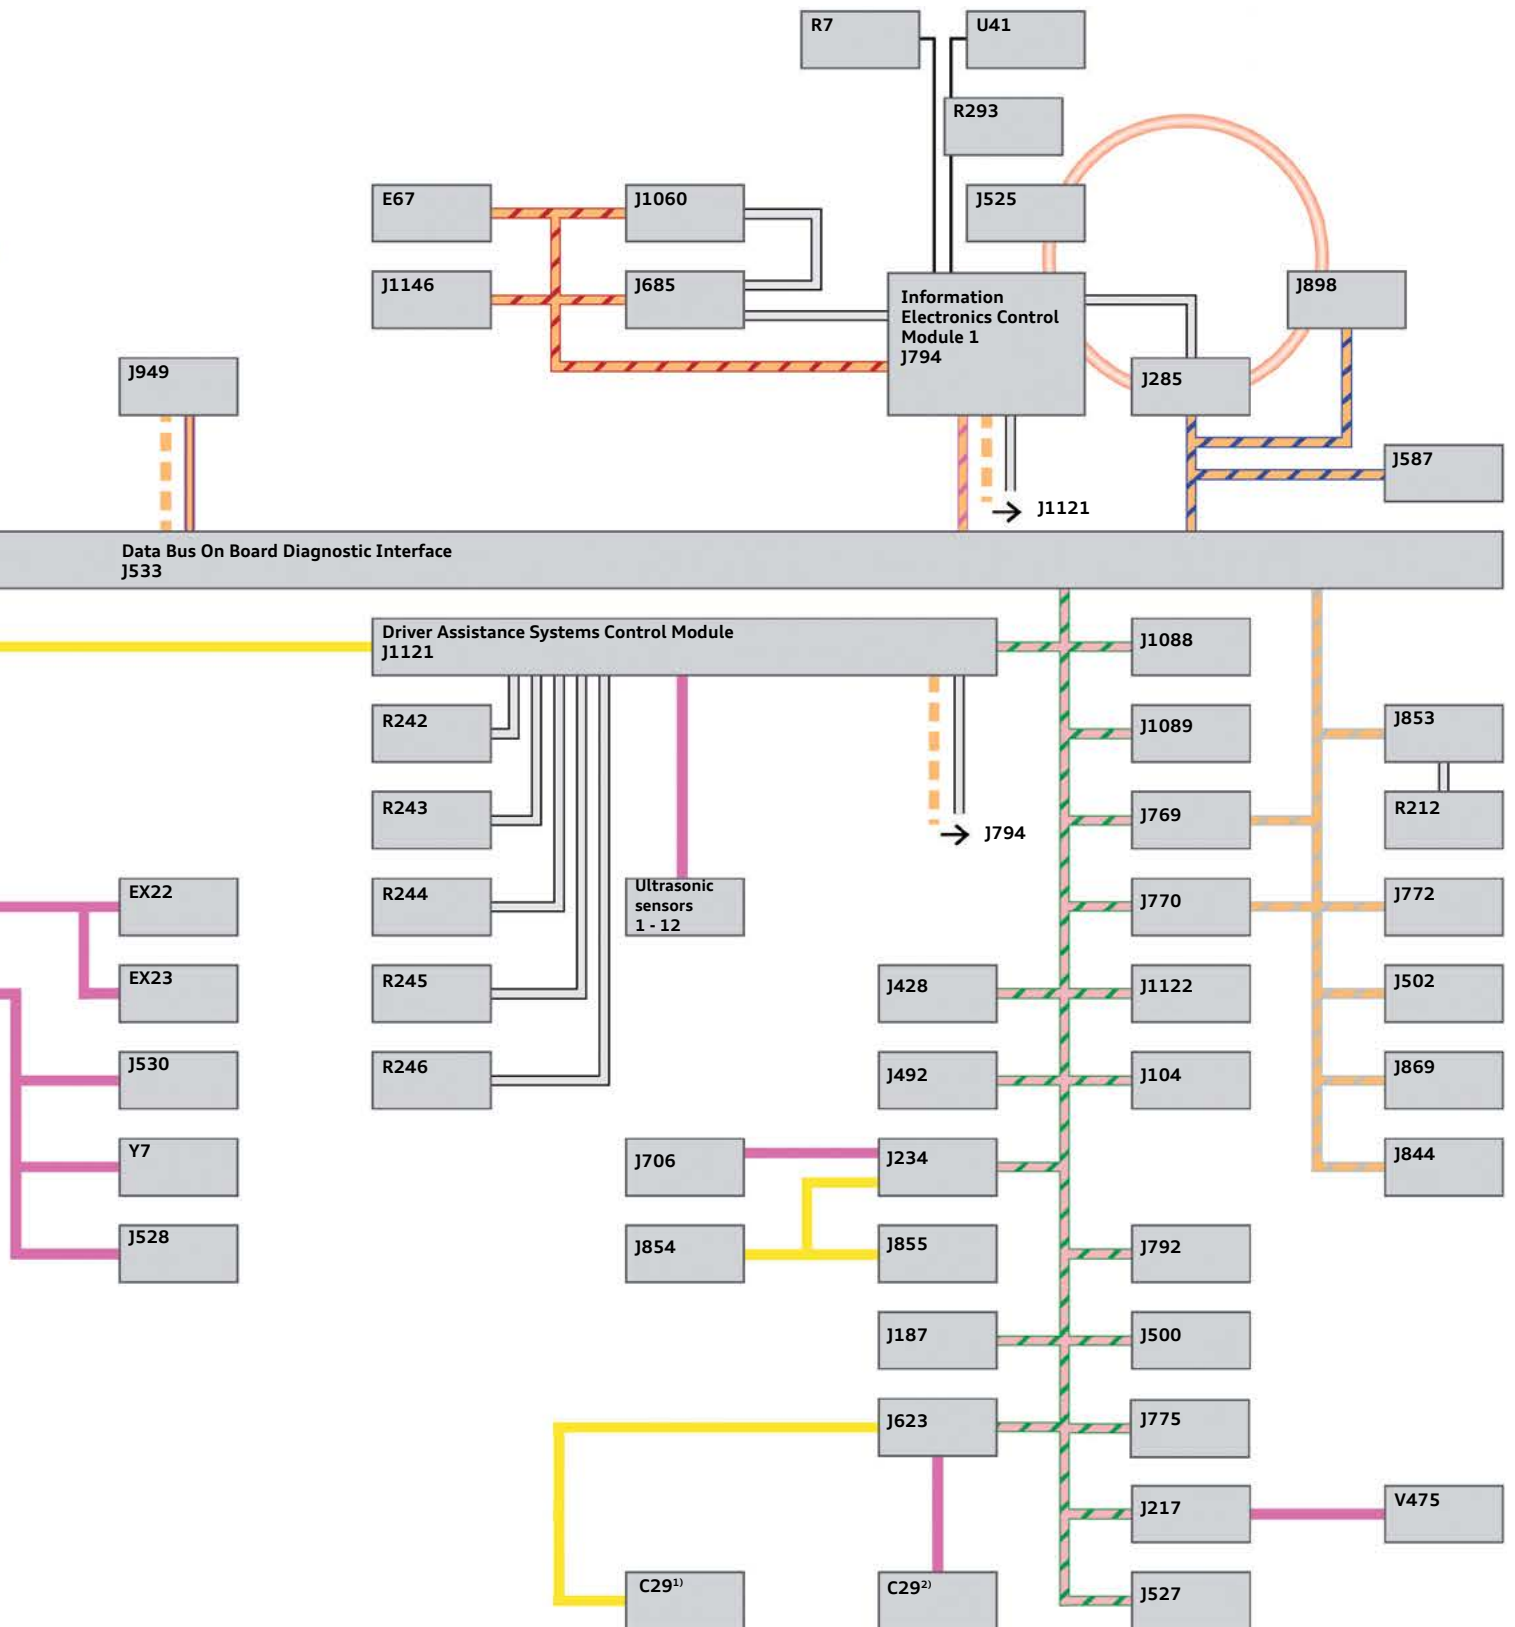 R7
U41
R293
E67
J1060
J525
J1146
J685
Information
Electronics Control
Module 1
J794
J898
J949
J285
J587
J1121
Data Bus On Board Diagnostic Interface
J533
Driver Assistance Systems Control Module
J1121
J1088
R242
J1089
J853
R243
J769
R212
J794
EX22
R244
Ultrasonic
sensors
1 - 12
J770
J772
EX23
R245
J428
J1122
J502
J530
R246
J492
J104
J869
Y7
J706
J234
J844
J528
J854
J855
J792
J187
J500
J623
J775
J217
V475
C29¹⁾
C29²⁾
J527